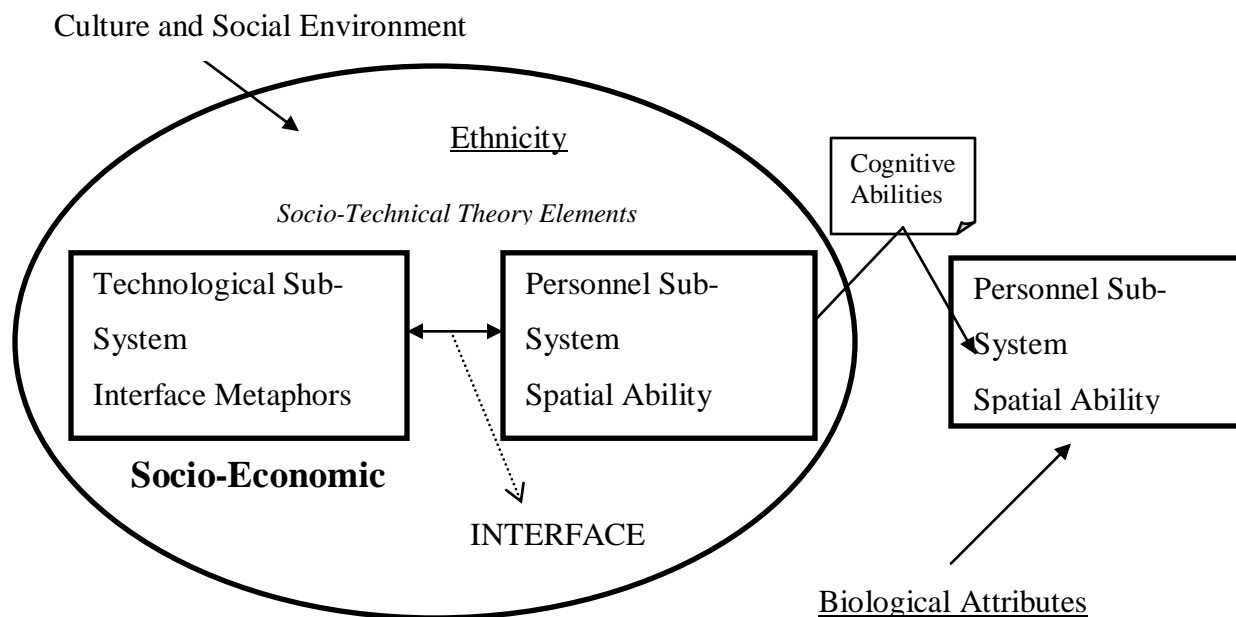 Culture and Social Environment
Ethnicity
Cognitive
Abilities
Socio-Technical Theory Elements
Technological Sub-
System
Interface Metaphors
Personnel Sub-
System
Spatial Ability
Personnel Sub-
System
Spatial Ability
Socio-Economic
INTERFACE
Biological Attributes